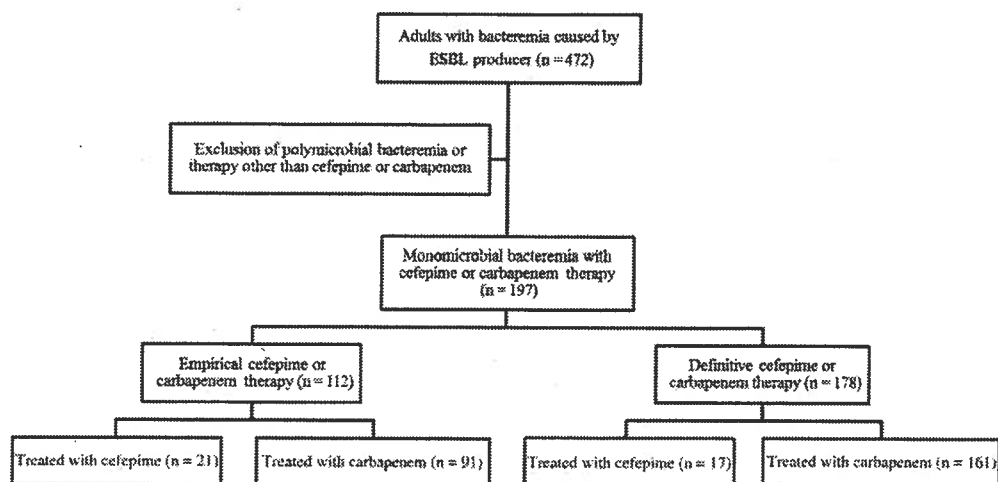 Adults with bacteremia caused by
ESBL producer (n = 472)
Exclusion of polymicrobial bacteremia or
therapy other than cefepime or carbapenem
Monomicrobial bacteremia with
cefepime or carbapenem therapy
(n = 197)
Empirical cefepime or
carbapenem therapy (n = 112)
Definitive cefepime or
carbapenem therapy (n = 178)
Treated with cefepime (n = 21)
Treated with carbapenem (n = 91)
Treated with cefepime (n = 17)
Treated with carbapenem (n = 161)